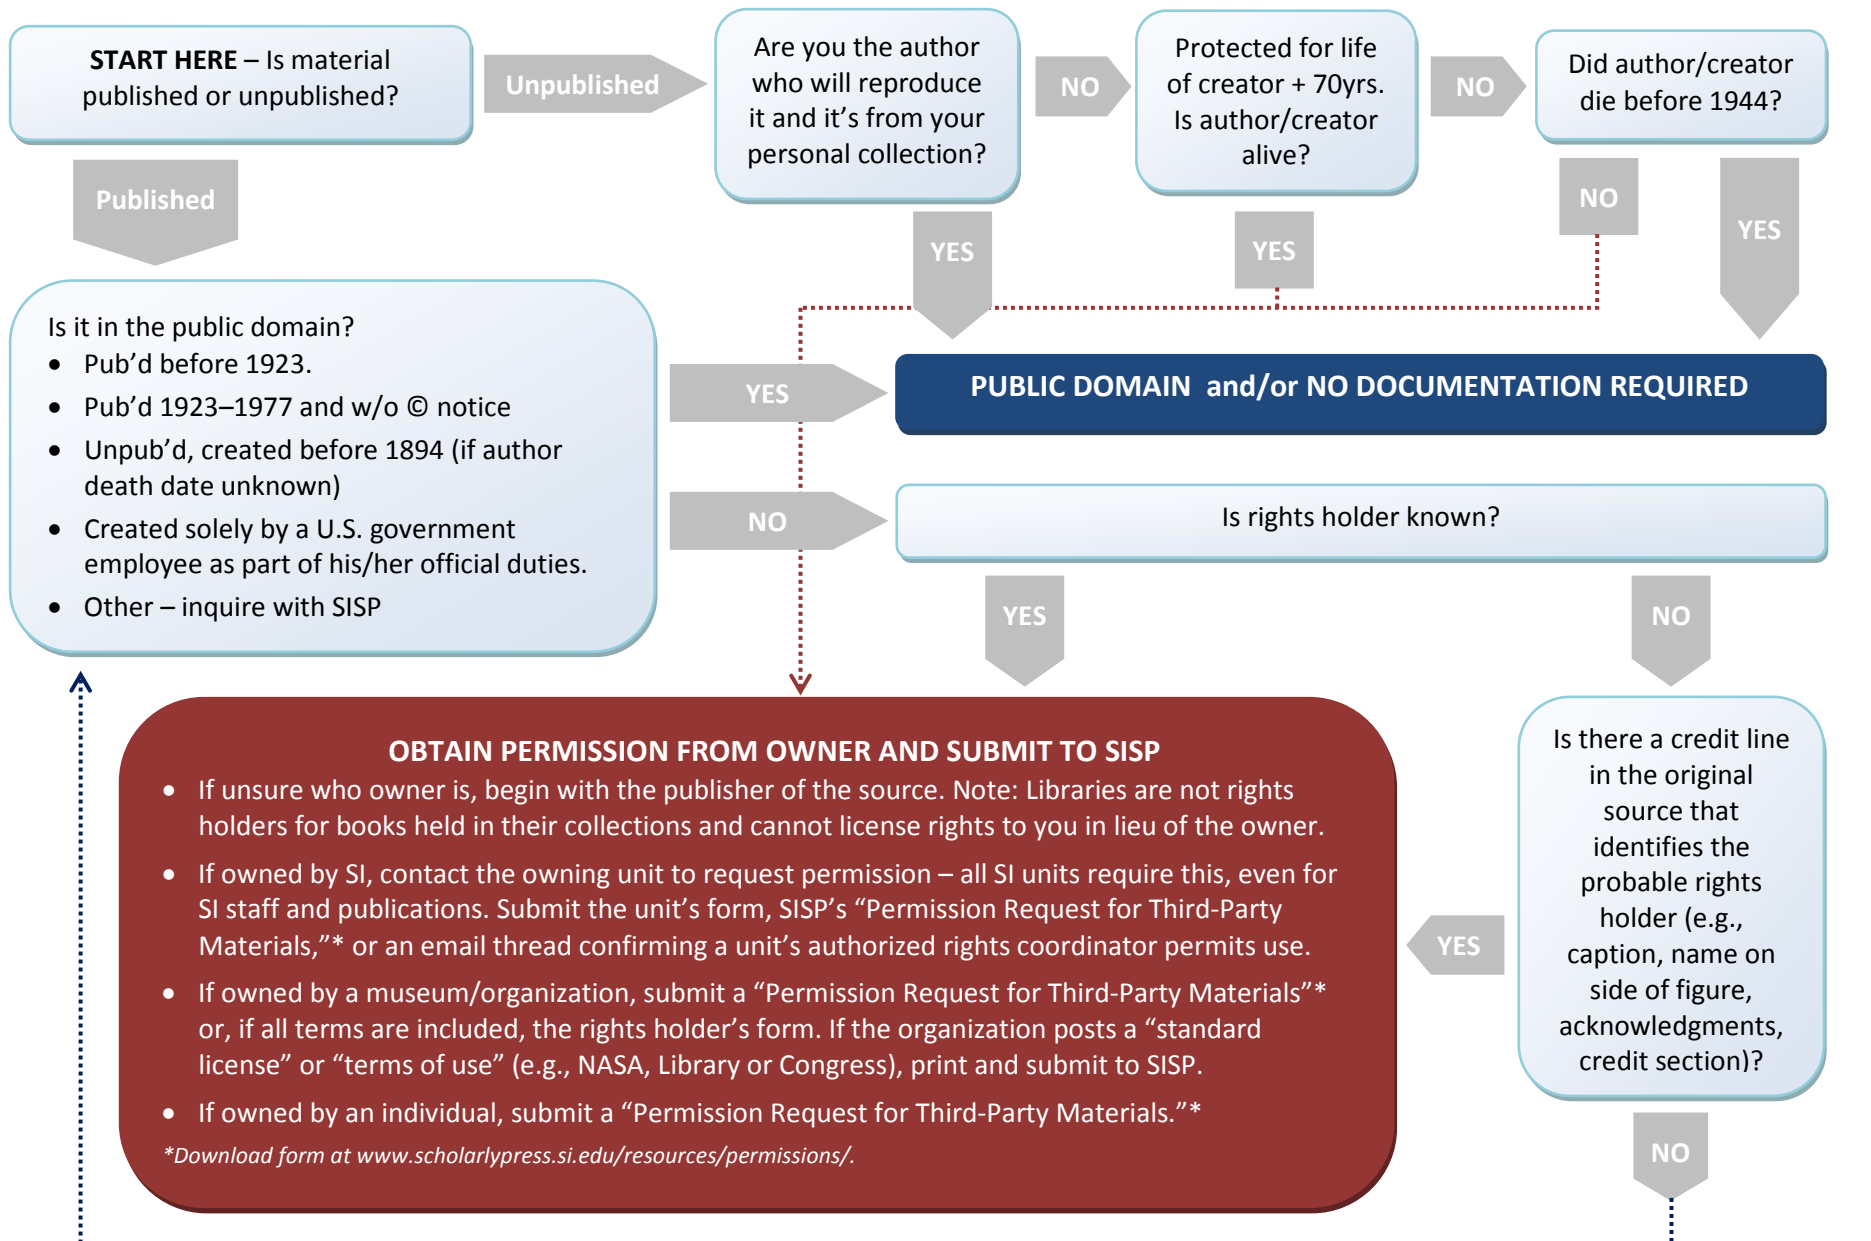 START HERE – Is material
published or unpublished?
Unpublished
Are you the author
who will reproduce
it and it’s from your
personal collection?
NO
Protected for life
of creator + 70yrs.
Is author/creator
alive?
NO
Did author/creator
die before 1944?
Published
YES
YES
NO
YES
Is it in the public domain?
• Pub’d before 1923.
• Pub’d 1923–1977 and w/o © notice
• Unpub’d, created before 1894 (if author
death date unknown)
• Created solely by a U.S. government
employee as part of his/her official duties.
• Other – inquire with SISP
YES
PUBLIC DOMAIN and/or NO DOCUMENTATION REQUIRED
NO
Is rights holder known?
YES
NO
OBTAIN PERMISSION FROM OWNER AND SUBMIT TO SISP
• If unsure who owner is, begin with the publisher of the source. Note: Libraries are not rights
holders for books held in their collections and cannot license rights to you in lieu of the owner.
• If owned by SI, contact the owning unit to request permission – all SI units require this, even for
SI staff and publications. Submit the unit’s form, SISP’s “Permission Request for Third-Party
Materials,”* or an email thread confirming a unit’s authorized rights coordinator permits use.
• If owned by a museum/organization, submit a “Permission Request for Third-Party Materials”*
or, if all terms are included, the rights holder’s form. If the organization posts a “standard
license” or “terms of use” (e.g., NASA, Library or Congress), print and submit to SISP.
• If owned by an individual, submit a “Permission Request for Third-Party Materials.”*
*Download form at www.scholarlypress.si.edu/resources/permissions/.
YES
Is there a credit line
in the original
source that
identifies the
probable rights
holder (e.g.,
caption, name on
side of figure,
acknowledgments,
credit section)?
NO